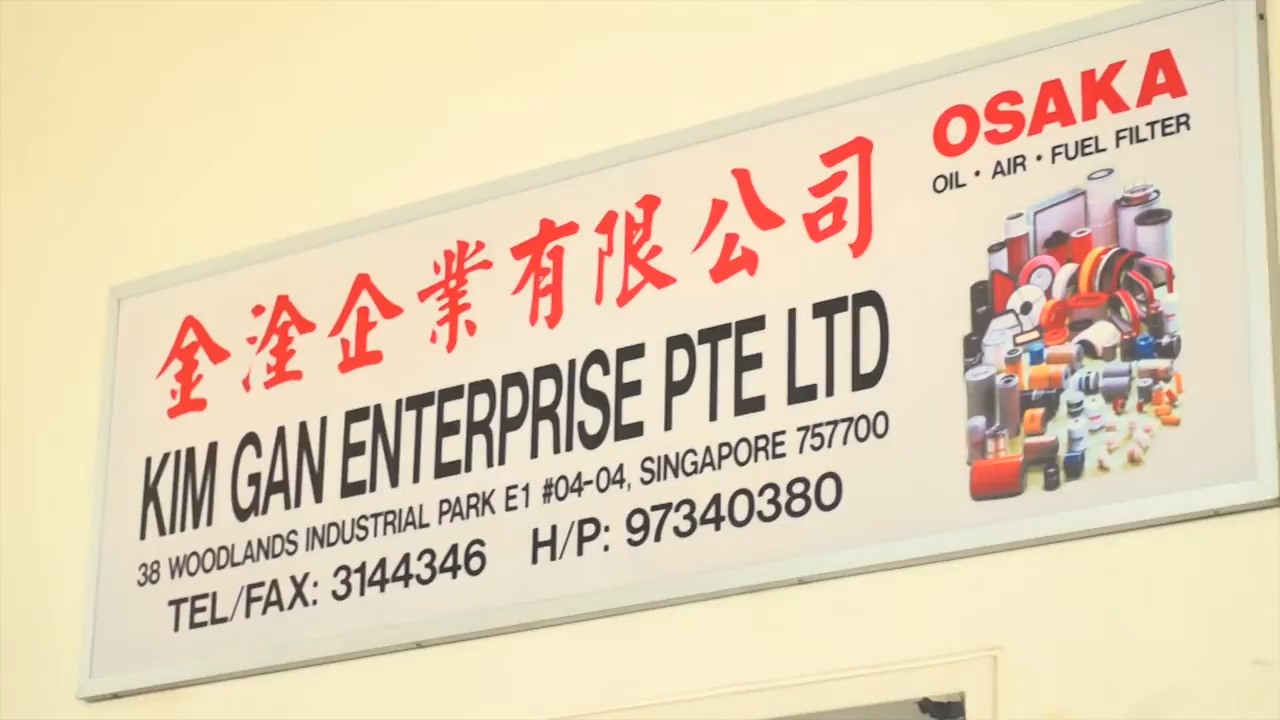 金淦企業有限公司
KIM GAN ENTERPRISE PTE LTD
38 WOODLANDS INDUSTRIAL PARK E1 #04-04, SINGAPORE 757700
TEL/FAX: 3144346 H/P: 97340380
OSAKA
OIL • AIR • FUEL FILTER